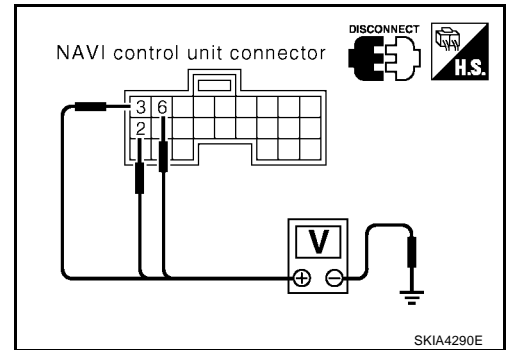 DISCONNECT
NAVI control unit connector
H.S.
3 6
2
V
+ −
SKIA4290E